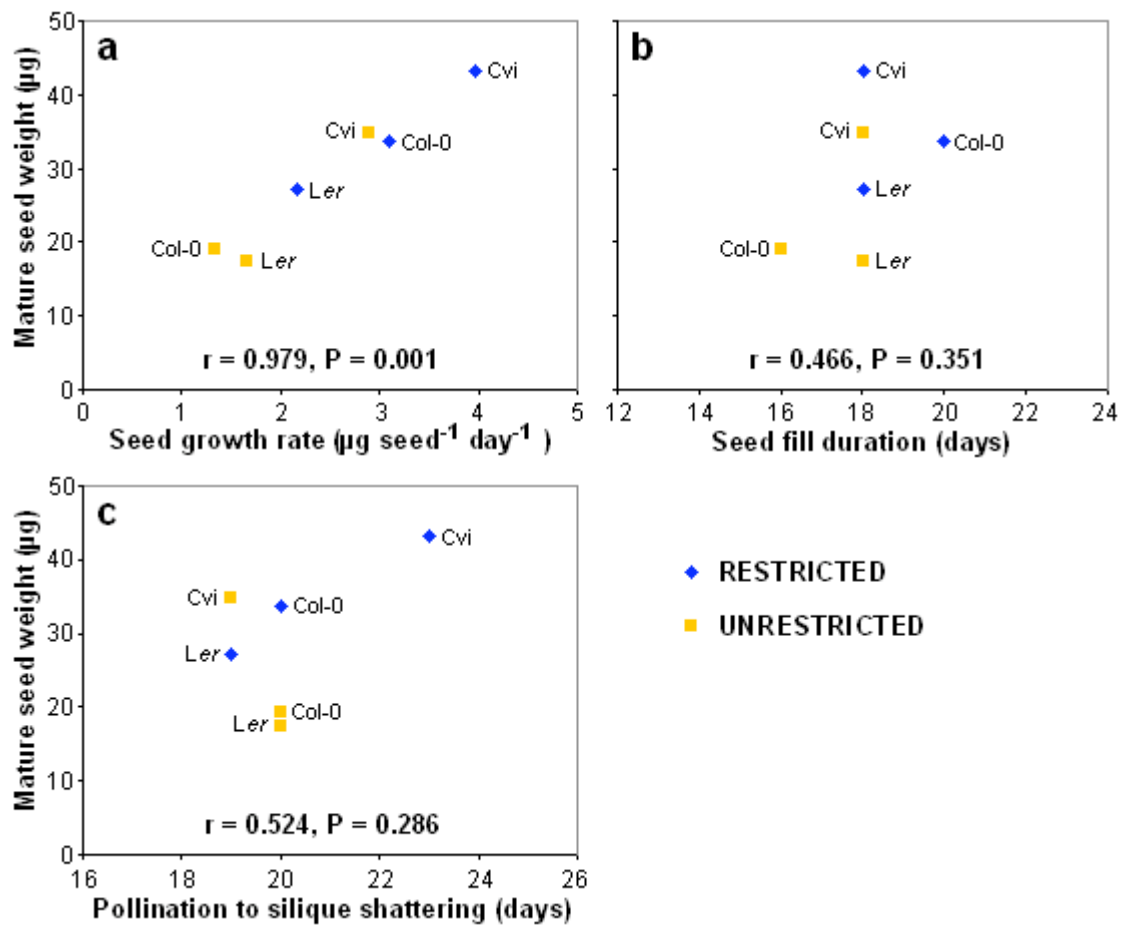 a
50
40
30
20
10
0
Mature seed weight (µg)
Cvi
Cvi
Col-0
Ler
Col-0
Ler
r = 0.979, P = 0.001
0 1 2 3 4 5
Seed growth rate (µg seed⁻¹ day⁻¹ )
b
Cvi
Cvi
Col-0
Ler
Col-0
Ler
r = 0.466, P = 0.351
12 14 16 18 20 22 24
Seed fill duration (days)
c
50
40
30
20
10
0
Mature seed weight (µg)
Cvi
Cvi
Col-0
Ler
Col-0
Ler
r = 0.524, P = 0.286
16 18 20 22 24 26
Pollination to silique shattering (days)
RESTRICTED
UNRESTRICTED